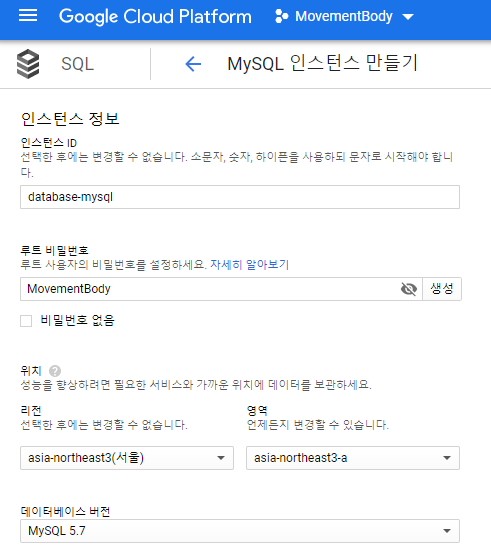 Google Cloud Platform MovementBody
SQL MySQL 인스턴스 만들기
인스턴스 정보
인스턴스 ID
선택한 후에는 변경할 수 없습니다. 소문자, 숫자, 하이픈을 사용하되 문자로 시작해야 합니
다.
database-mysql
루트 비밀번호
루트 사용자의 비밀번호를 설정하세요. 자세히 알아보기
MovementBody 생성
비밀번호 없음
위치 ?
성능을 향상하려면 필요한 서비스와 가까운 위치에 데이터를 보관하세요.
리전 영역
선택한 후에는 변경할 수 없습니다. 언제든지 변경할 수 있습니다.
asia-northeast3(서울) asia-northeast3-a
데이터베이스 버전
MySQL 5.7